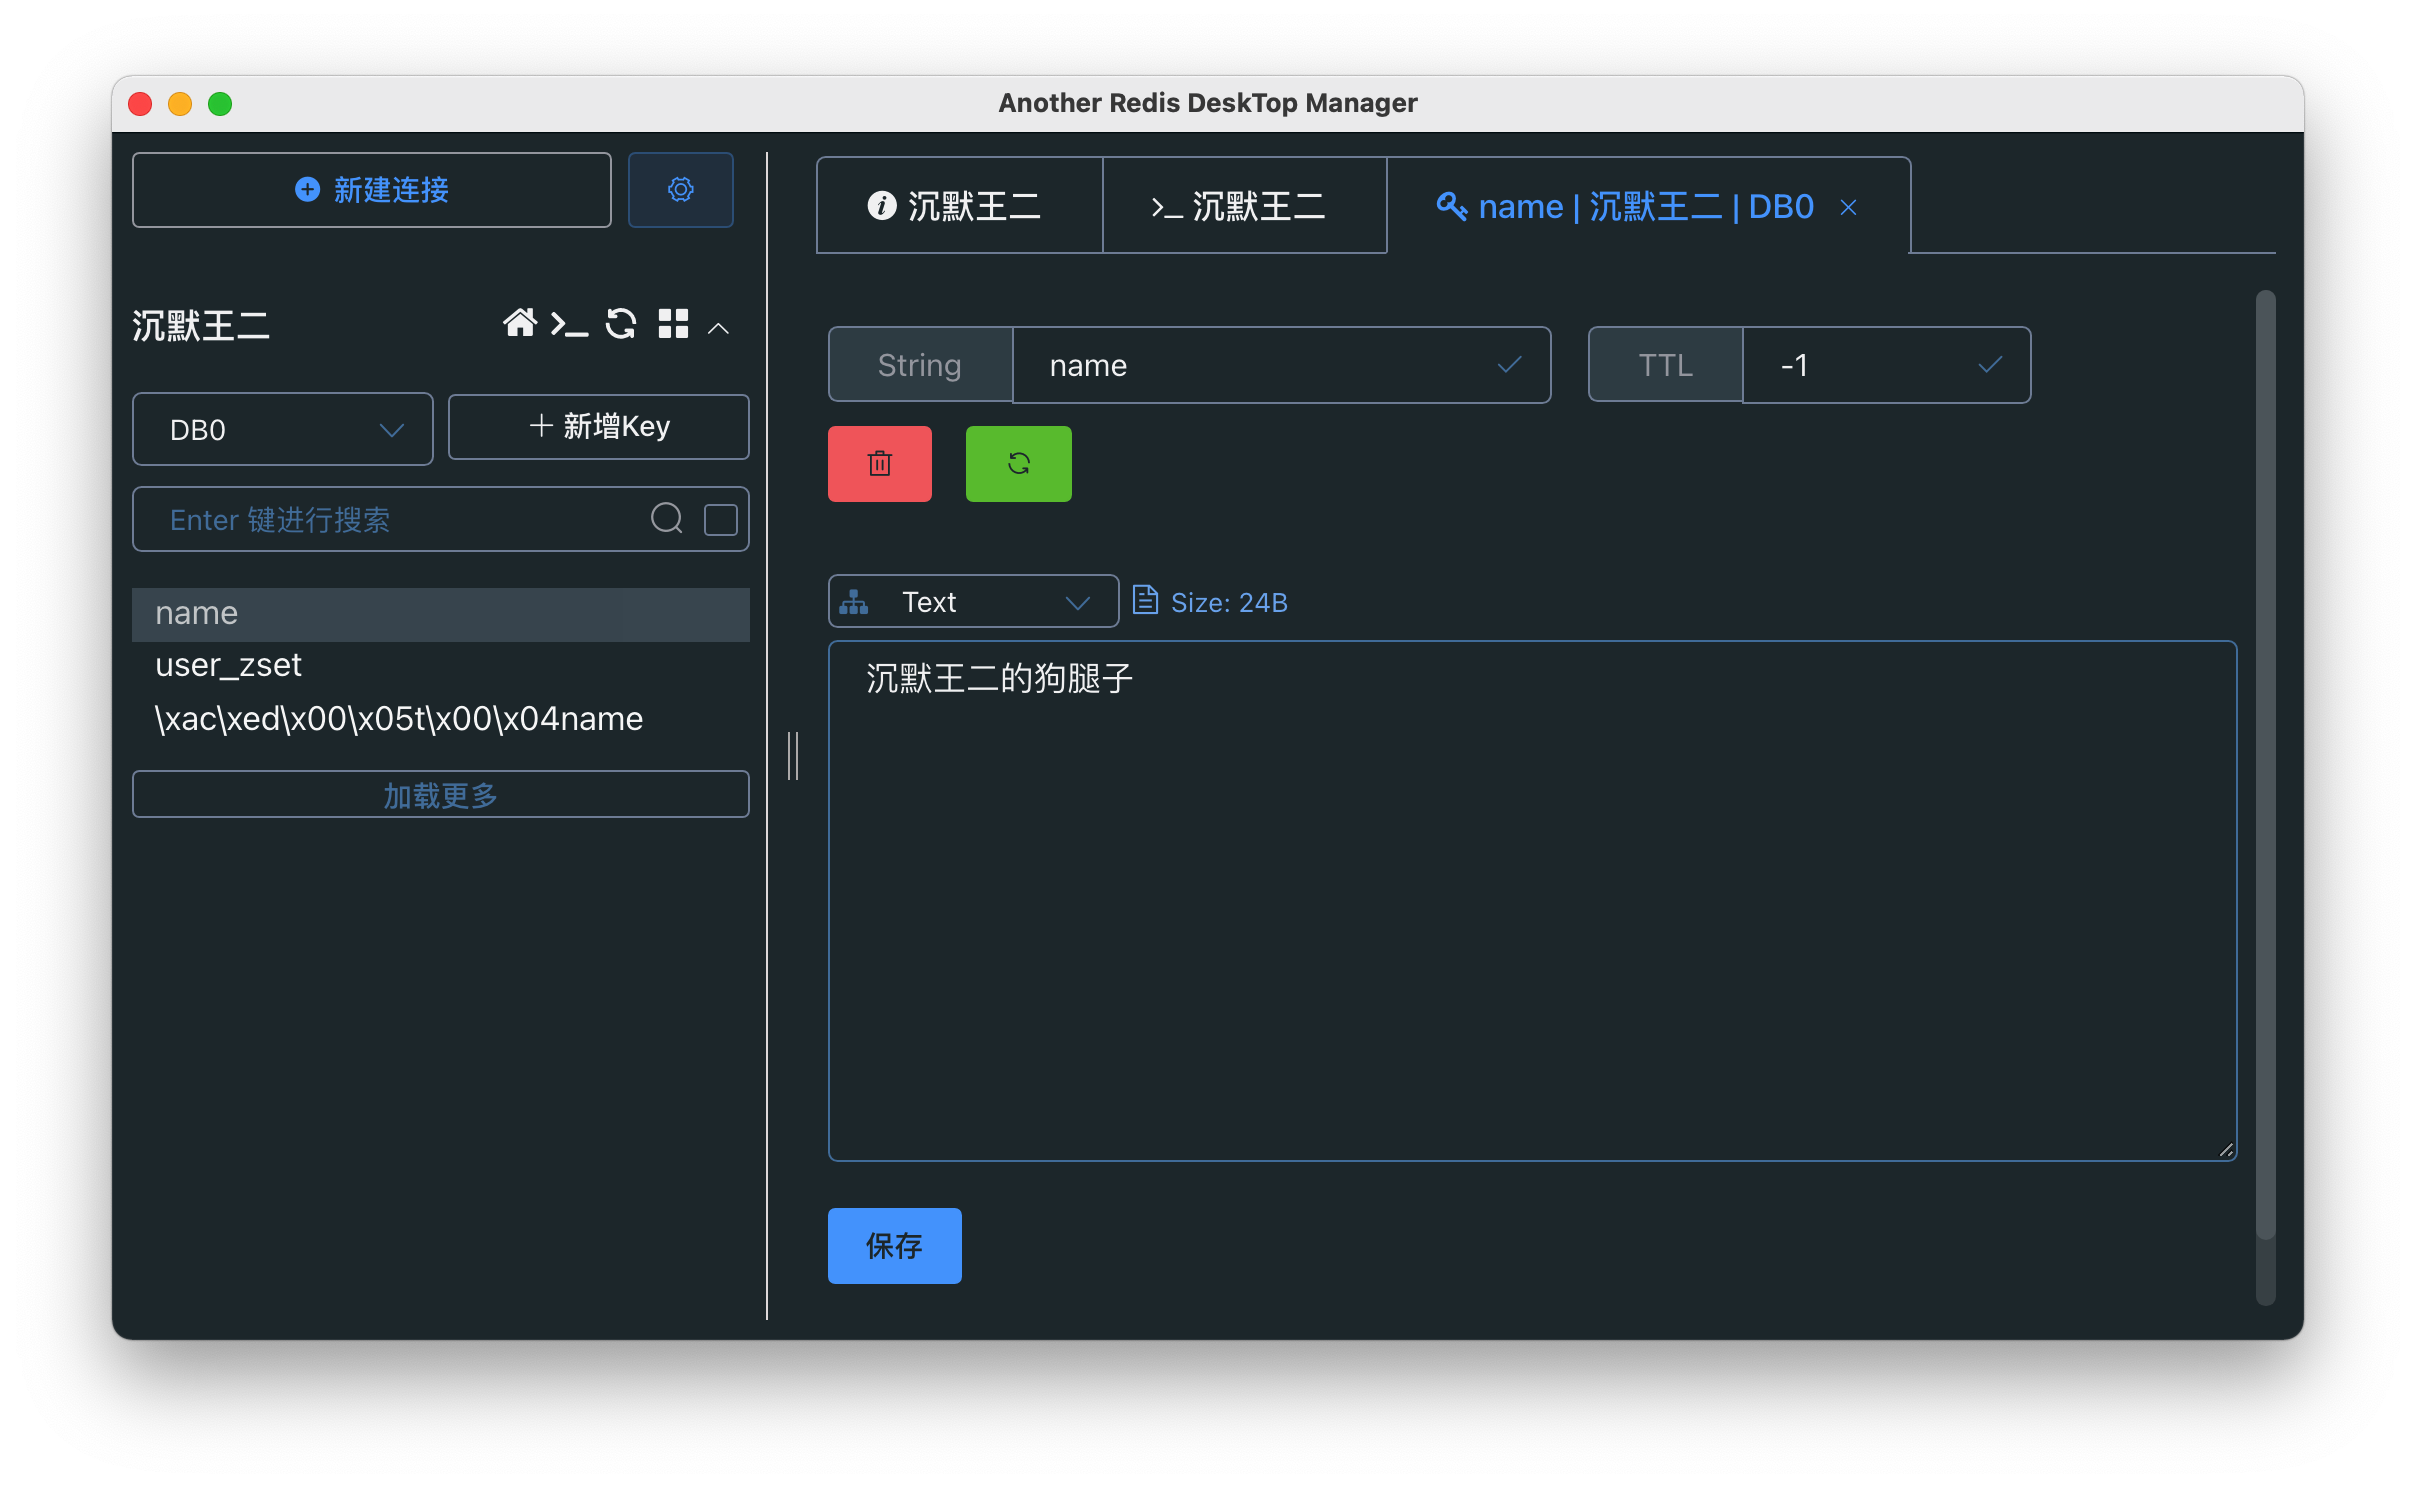 Another Redis DeskTop Manager
新建连接
沉默王二
DB0
新增Key
Enter 键进行搜索
name
user_zset
\xac\xed\x00\x05t\x00\x04name
加载更多
沉默王二
>_ 沉默王二
name | 沉默王二 | DB0
String name
TTL -1
Text
Size: 24B
沉默王二的狗腿子
保存